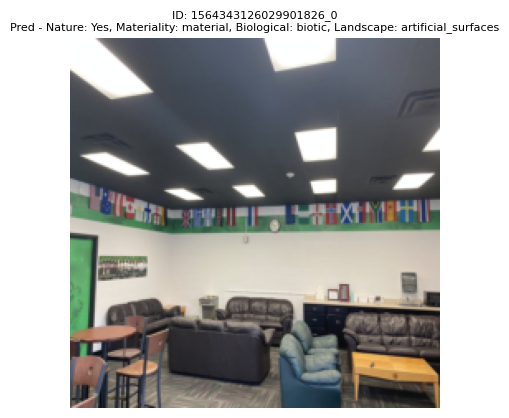 ID: 1564343126029901826_0
Pred - Nature: Yes, Materiality: material, Biological: biotic, Landscape: artificial_surfaces